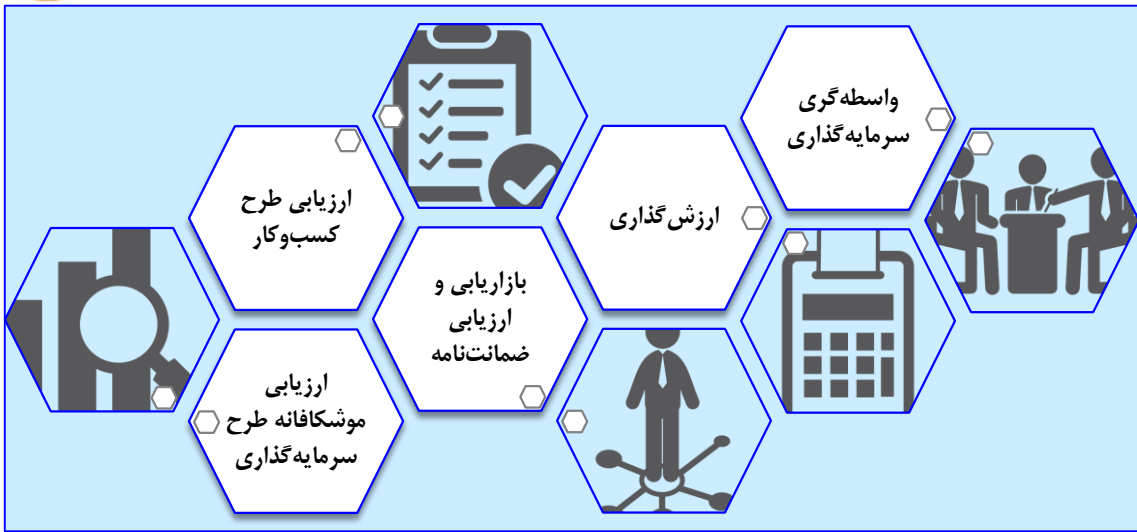 واسطه‌گری
سرمایه‌گذاری
ارزش‌گذاری
بازاریابی و
ارزیابی
ضمانت‌نامه
ارزیابی طرح
کسب‌وکار
ارزیابی
موشکافانه طرح
سرمایه‌گذاری